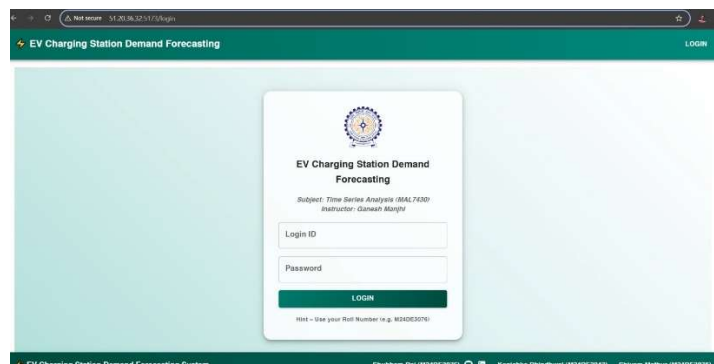 Not secure 51.20.36.32:5173/login
EV Charging Station Demand Forecasting
LOGIN
EV Charging Station Demand
Forecasting
Subject: Time Series Analysis (MAL7430)
Instructor: Ganesh Manjhi
Login ID
Password
LOGIN
Hint – Use your Roll Number (e.g. M24DE3076)
EV Charging Station Demand Forecasting System